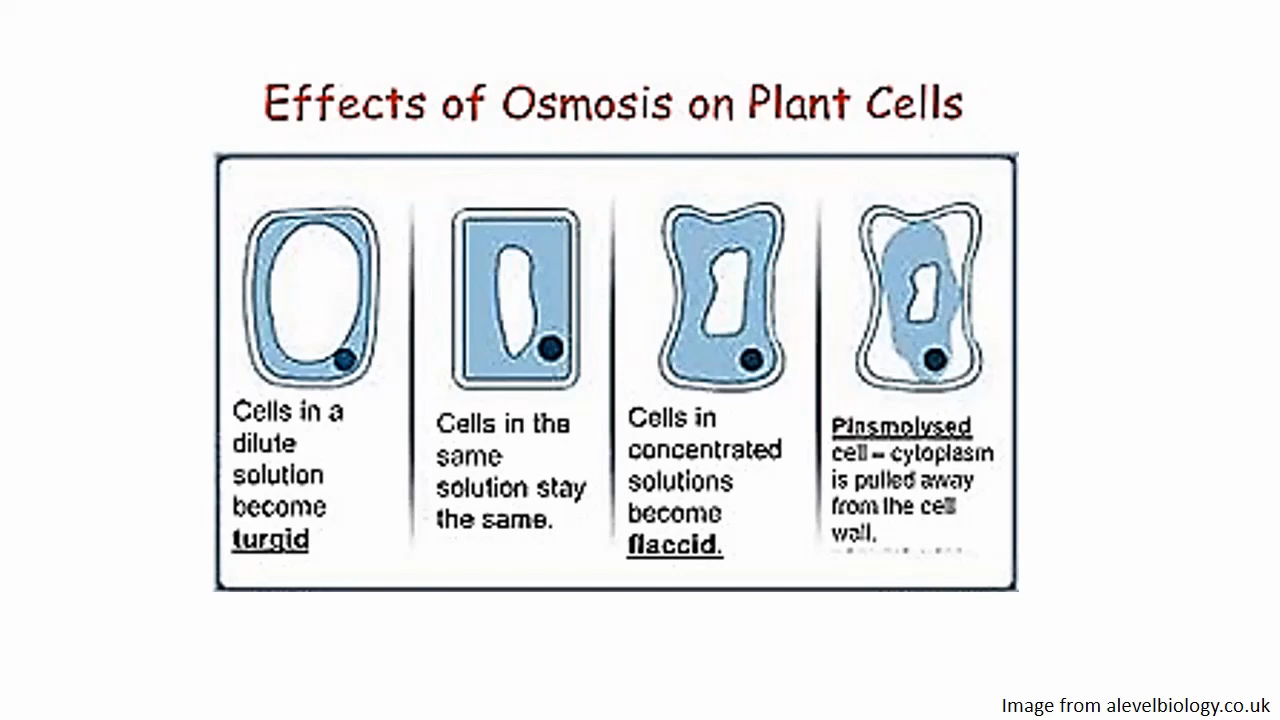 Effects of Osmosis on Plant Cells
Cells in a
dilute
solution
become
turgid
Cells in the
same
solution stay
the same.
Cells in
concentrated
solutions
become
flaccid.
Plasmolysed
cell – cytoplasm
is pulled away
from the cell
wall.
Image from alevelbiology.co.uk